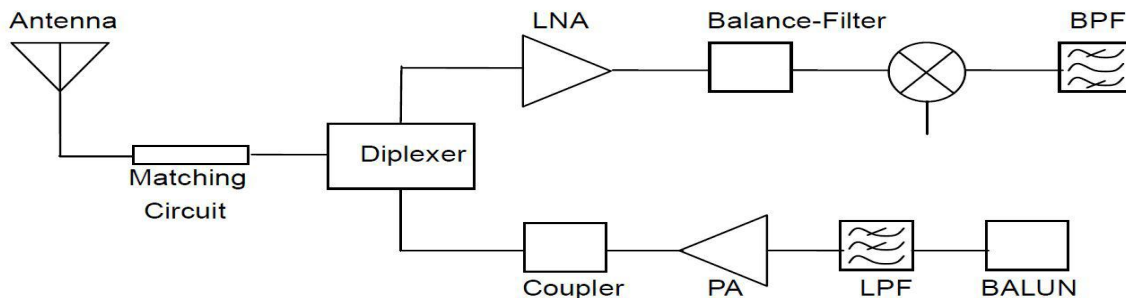 Antenna
LNA
Balance-Filter
BPF
Diplexer
Matching
Circuit
Coupler
PA
LPF
BALUN